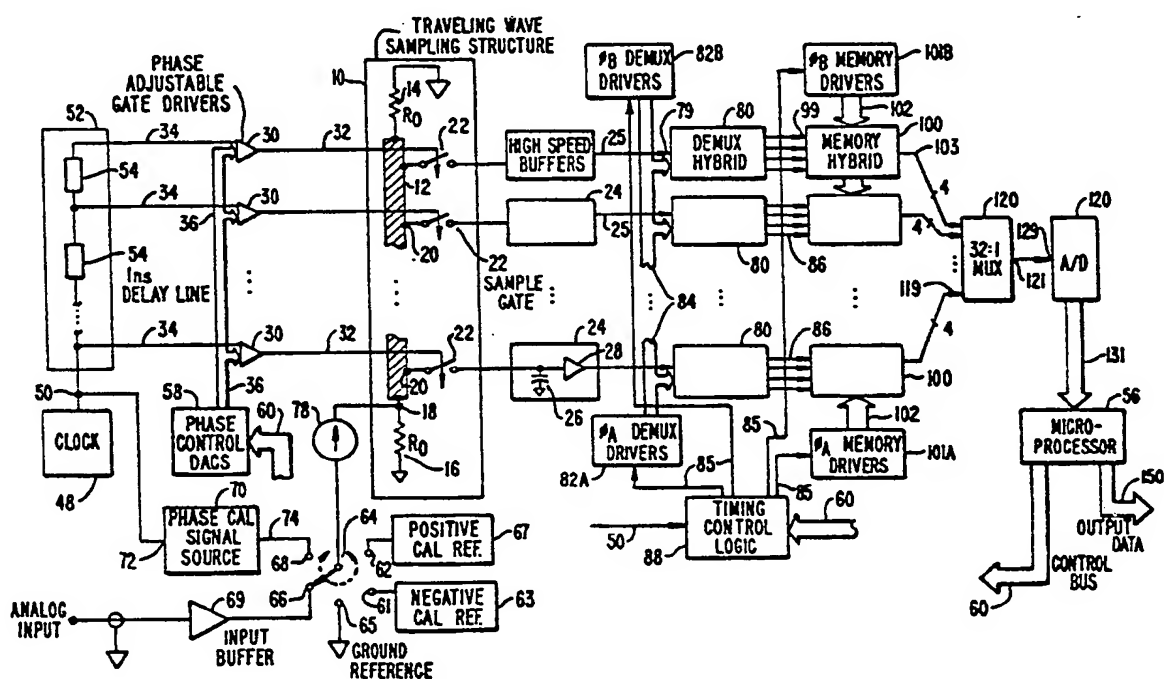 TRAVELING WAVE
SAMPLING STRUCTURE
PHASE
ADJUSTABLE
GATE DRIVERS
52
34
54
30
32
10
14
R0
22
12
HIGH SPEED
BUFFERS
25
øB DEMUX
DRIVERS
82B
79
80
DEMUX
HYBRID
99
øB MEMORY
DRIVERS
101B
102
100
MEMORY
HYBRID
103
4
34
36
30
20
22
SAMPLE
GATE
24
25
80
86
4
120
32:1
MUX
129
121
120
A/D
54
1ns
DELAY LINE
84
119
4
34
30
32
22
24
28
26
80
86
100
131
50
36
58
PHASE
CONTROL
DACS
60
78
20
18
R0
16
øA DEMUX
DRIVERS
82A
85
85
85
102
øA MEMORY
DRIVERS
101A
56
MICRO-
PROCESSOR
CLOCK
48
70
PHASE CAL
SIGNAL
SOURCE
72
74
68
64
62
POSITIVE
CAL REF.
67
50
TIMING
CONTROL
LOGIC
88
60
150
OUTPUT
DATA
CONTROL
BUS
60
66
61
NEGATIVE
CAL REF.
63
65
ANALOG
INPUT
69
INPUT
BUFFER
GROUND
REFERENCE